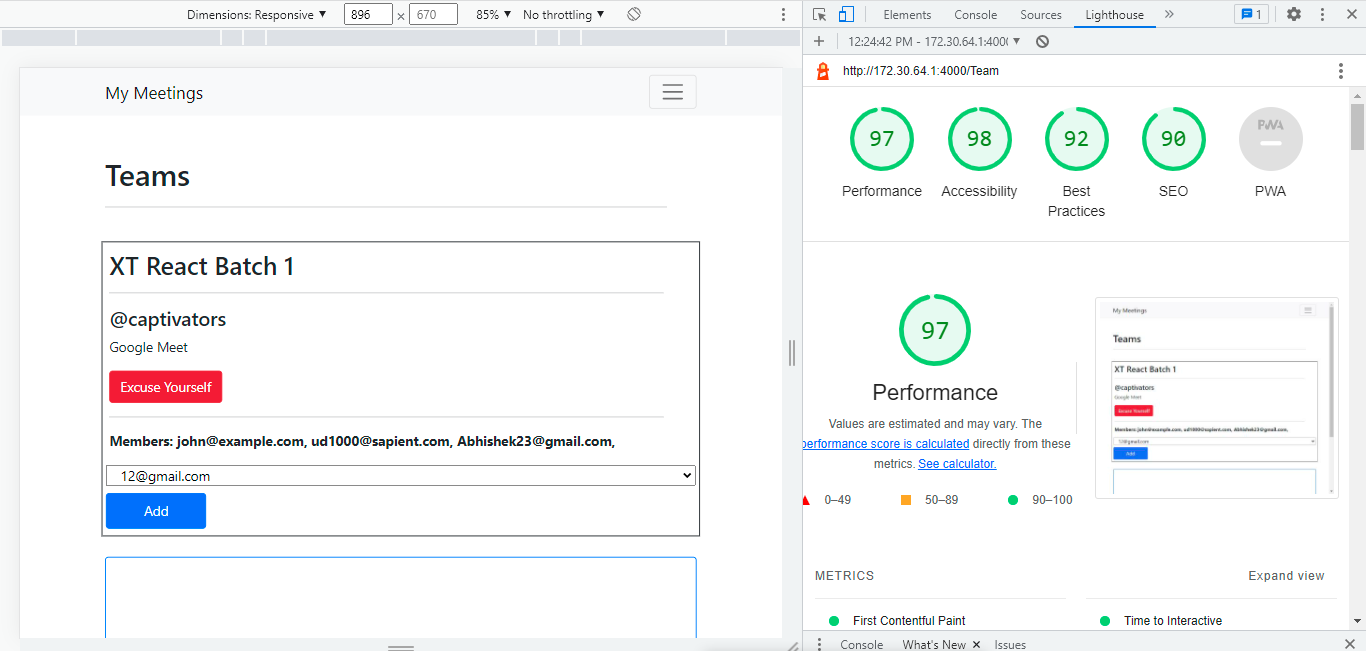 Dimensions: Responsive ▼ 896 × 670 85% ▼ No throttling ▼
Elements Console Sources Lighthouse » 1
12:24:42 PM - 172.30.64.1:400( ▼
http://172.30.64.1:4000/Team
My Meetings
Teams
XT React Batch 1
@captivators
Google Meet
Excuse Yourself
Members: john@example.com, ud1000@sapient.com, Abhishek23@gmail.com,
12@gmail.com
Add
97 98 92 90 PWA
Performance Accessibility Best Practices SEO PWA
97
Performance
Values are estimated and may vary. The
performance score is calculated directly from these
metrics. See calculator.
0–49 50–89 90–100
My Meetings
Teams
XT React Batch 1
@captivators
Google Meet
Excuse Yourself
Members: john@example.com, ud1000@sapient.com, Abhishek23@gmail.com,
12@gmail.com
Add
METRICS Expand view
First Contentful Paint Time to Interactive
Console What's New × Issues